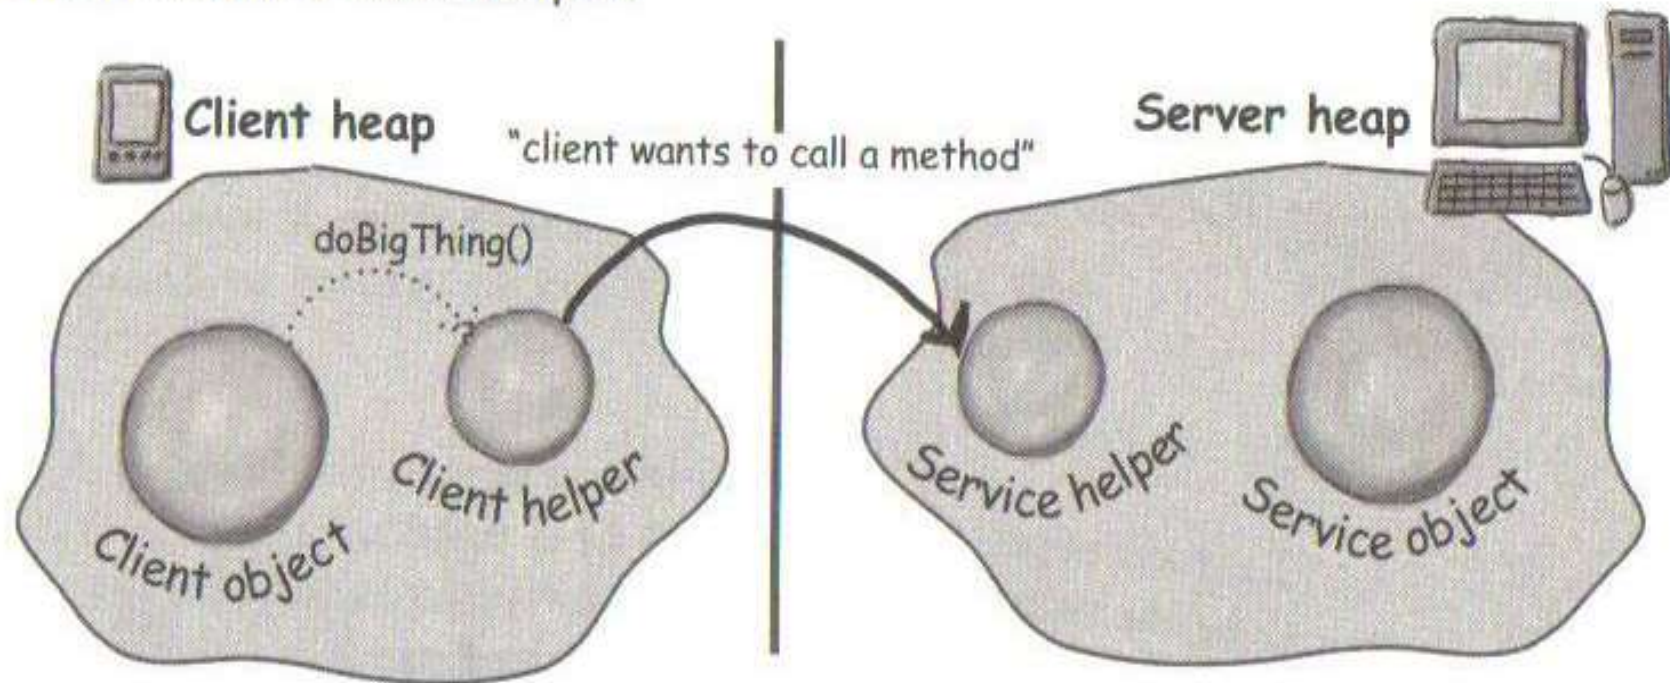 Client heap
Server heap
"client wants to call a method"
doBigThing()
Client helper
Client object
Service helper
Service object